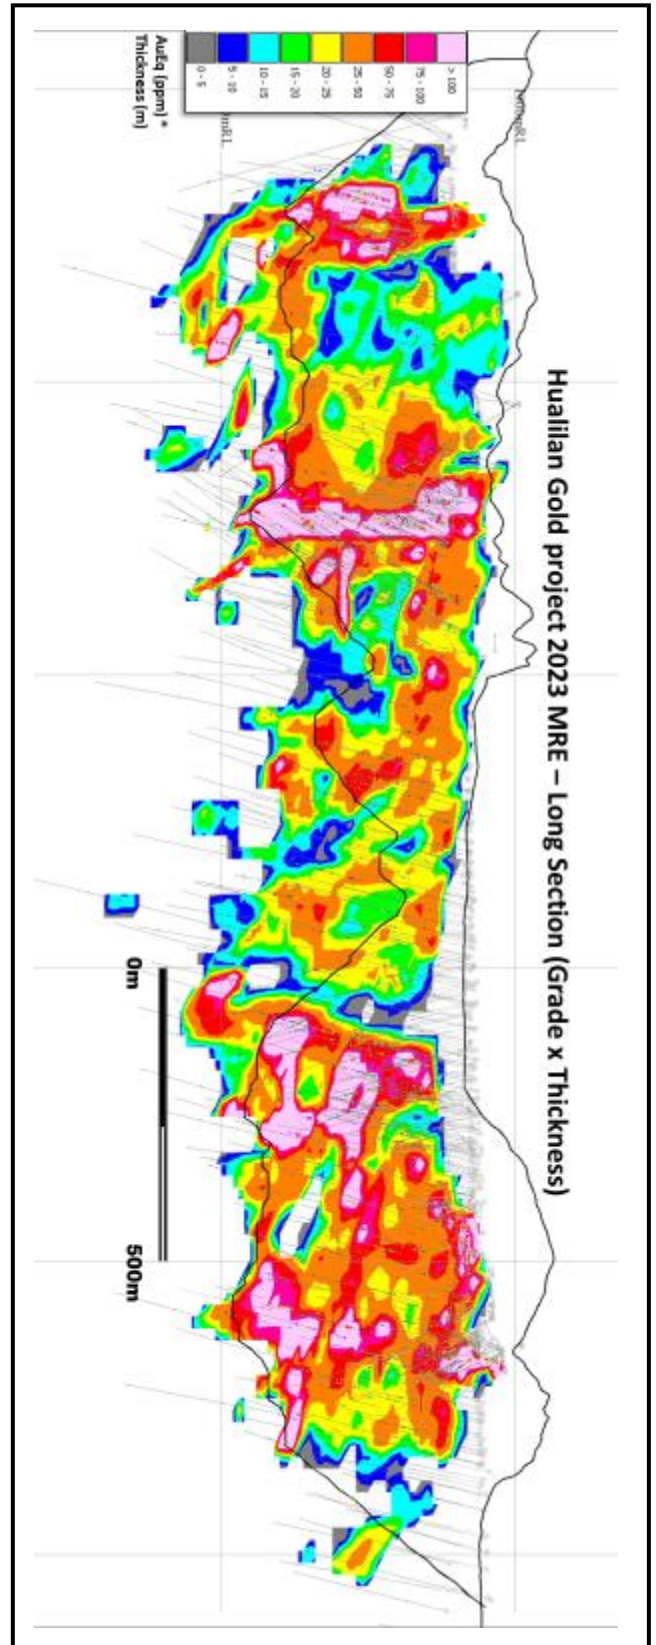 Hualilan Gold project 2023 MRE – Long Section (Grade x Thickness)
> 100
75 - 100
50 - 75
25 - 50
20 - 25
15 - 20
10 - 15
5 - 10
0 - 5
AuEq (ppm) *
Thickness (m)
0m
500m